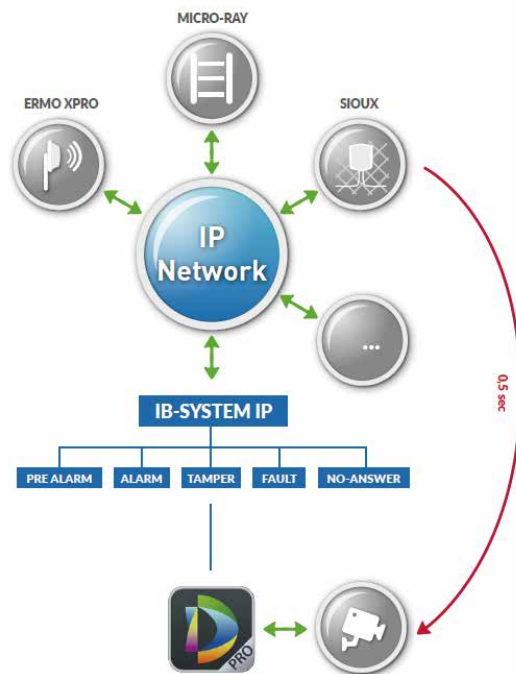 MICRO-RAY
ERMO XPRO
SIOUX
IP
Network
...
0,5 sec
IB-SYSTEM IP
PRE ALARM
ALARM
TAMPER
FAULT
NO-ANSWER
PRO